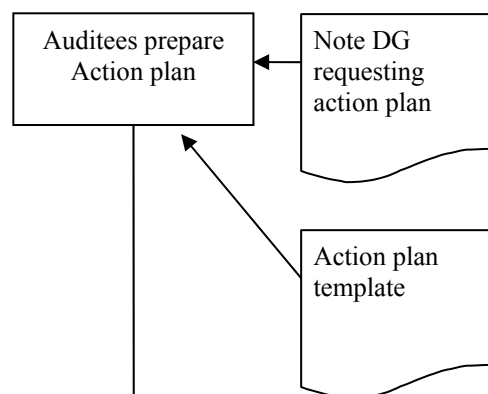 Auditees prepare
Action plan
Note DG
requesting
action plan
Action plan
template